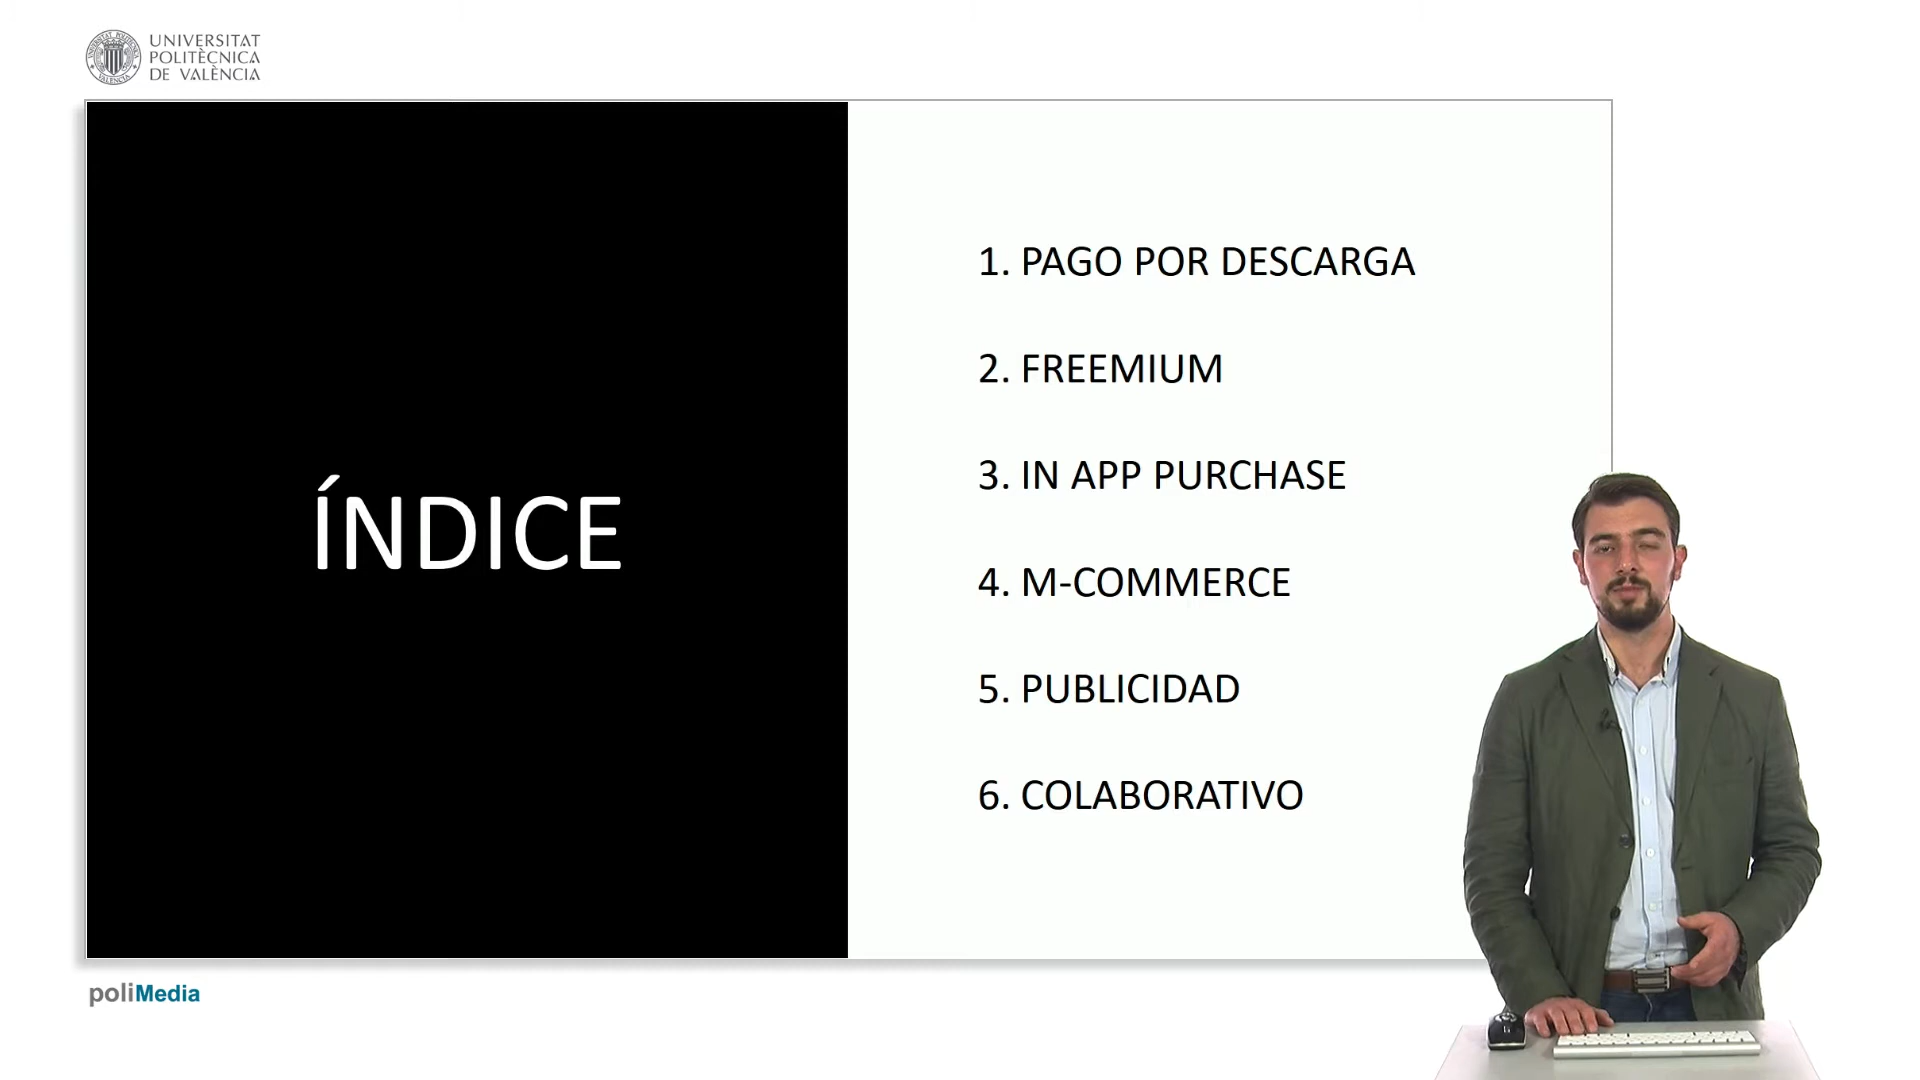 UNIVERSITAT
POLITÈCNICA
DE VALÈNCIA
ÍNDICE
1. PAGO POR DESCARGA
2. FREEMIUM
3. IN APP PURCHASE
4. M-COMMERCE
5. PUBLICIDAD
6. COLABORATIVO
poliMedia